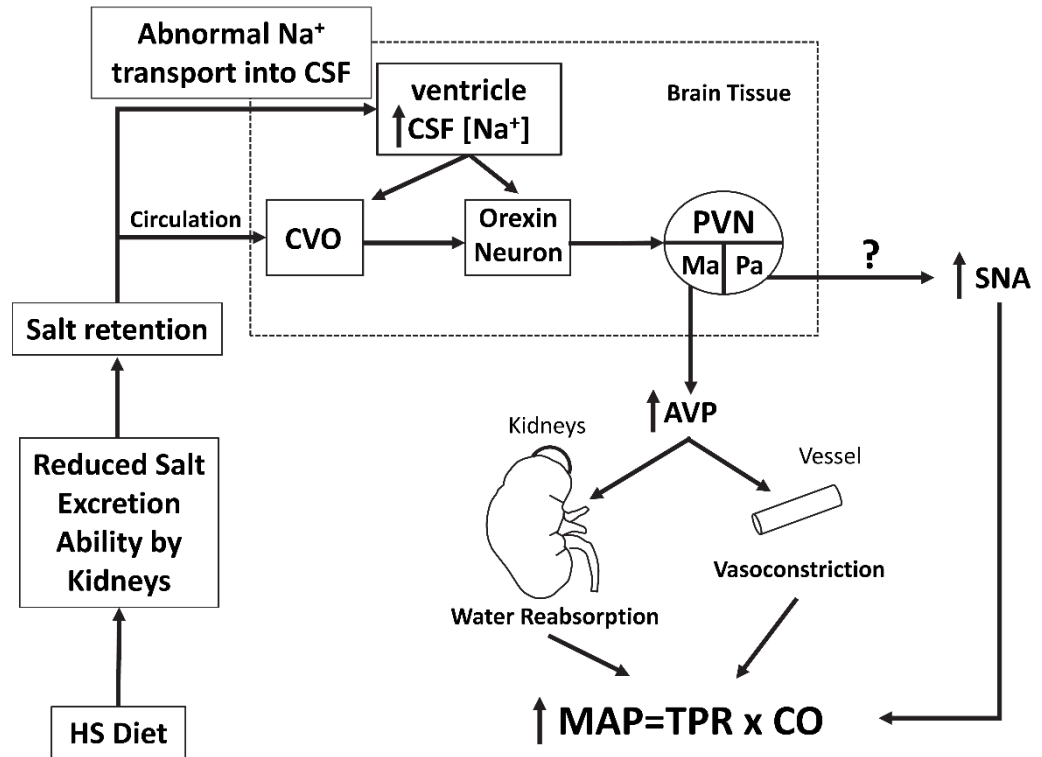 Abnormal Na⁺
transport into CSF
ventricle
↑CSF [Na⁺]
Brain Tissue
Circulation
CVO
Orexin
Neuron
PVN
Ma Pa
?
↑ SNA
Salt retention
↑AVP
Kidneys
Vessel
Reduced Salt
Excretion
Ability by
Kidneys
Vasoconstriction
Water Reabsorption
HS Diet
↑ MAP=TPR x CO